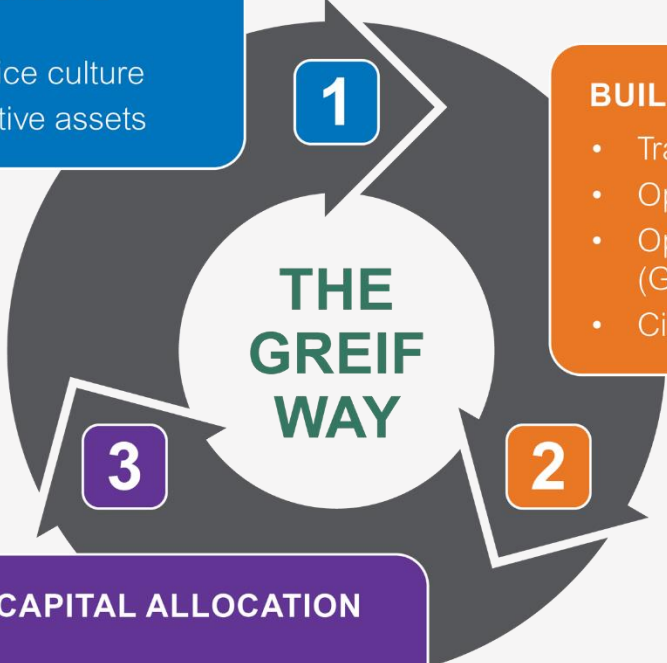 ice culture
tive assets
1
BUIL
• Tra
• Op
• Op
(G
• Ci
THE
GREIF
WAY
3
2
CAPITAL ALLOCATION